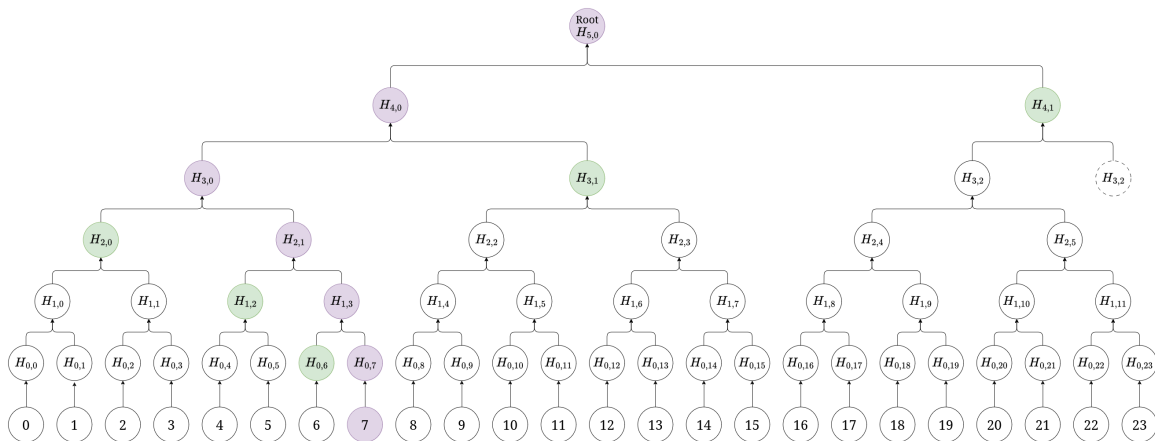 Root
H5,0
H4,0 H4,1
H3,0 H3,1 H3,2 H3,2
H2,0 H2,1 H2,2 H2,3 H2,4 H2,5
H1,0 H1,1 H1,2 H1,3 H1,4 H1,5 H1,6 H1,7 H1,8 H1,9 H1,10 H1,11
H0,0 H0,1 H0,2 H0,3 H0,4 H0,5 H0,6 H0,7 H0,8 H0,9 H0,10 H0,11 H0,12 H0,13 H0,14 H0,15 H0,16 H0,17 H0,18 H0,19 H0,20 H0,21 H0,22 H0,23
0 1 2 3 4 5 6 7 8 9 10 11 12 13 14 15 16 17 18 19 20 21 22 23